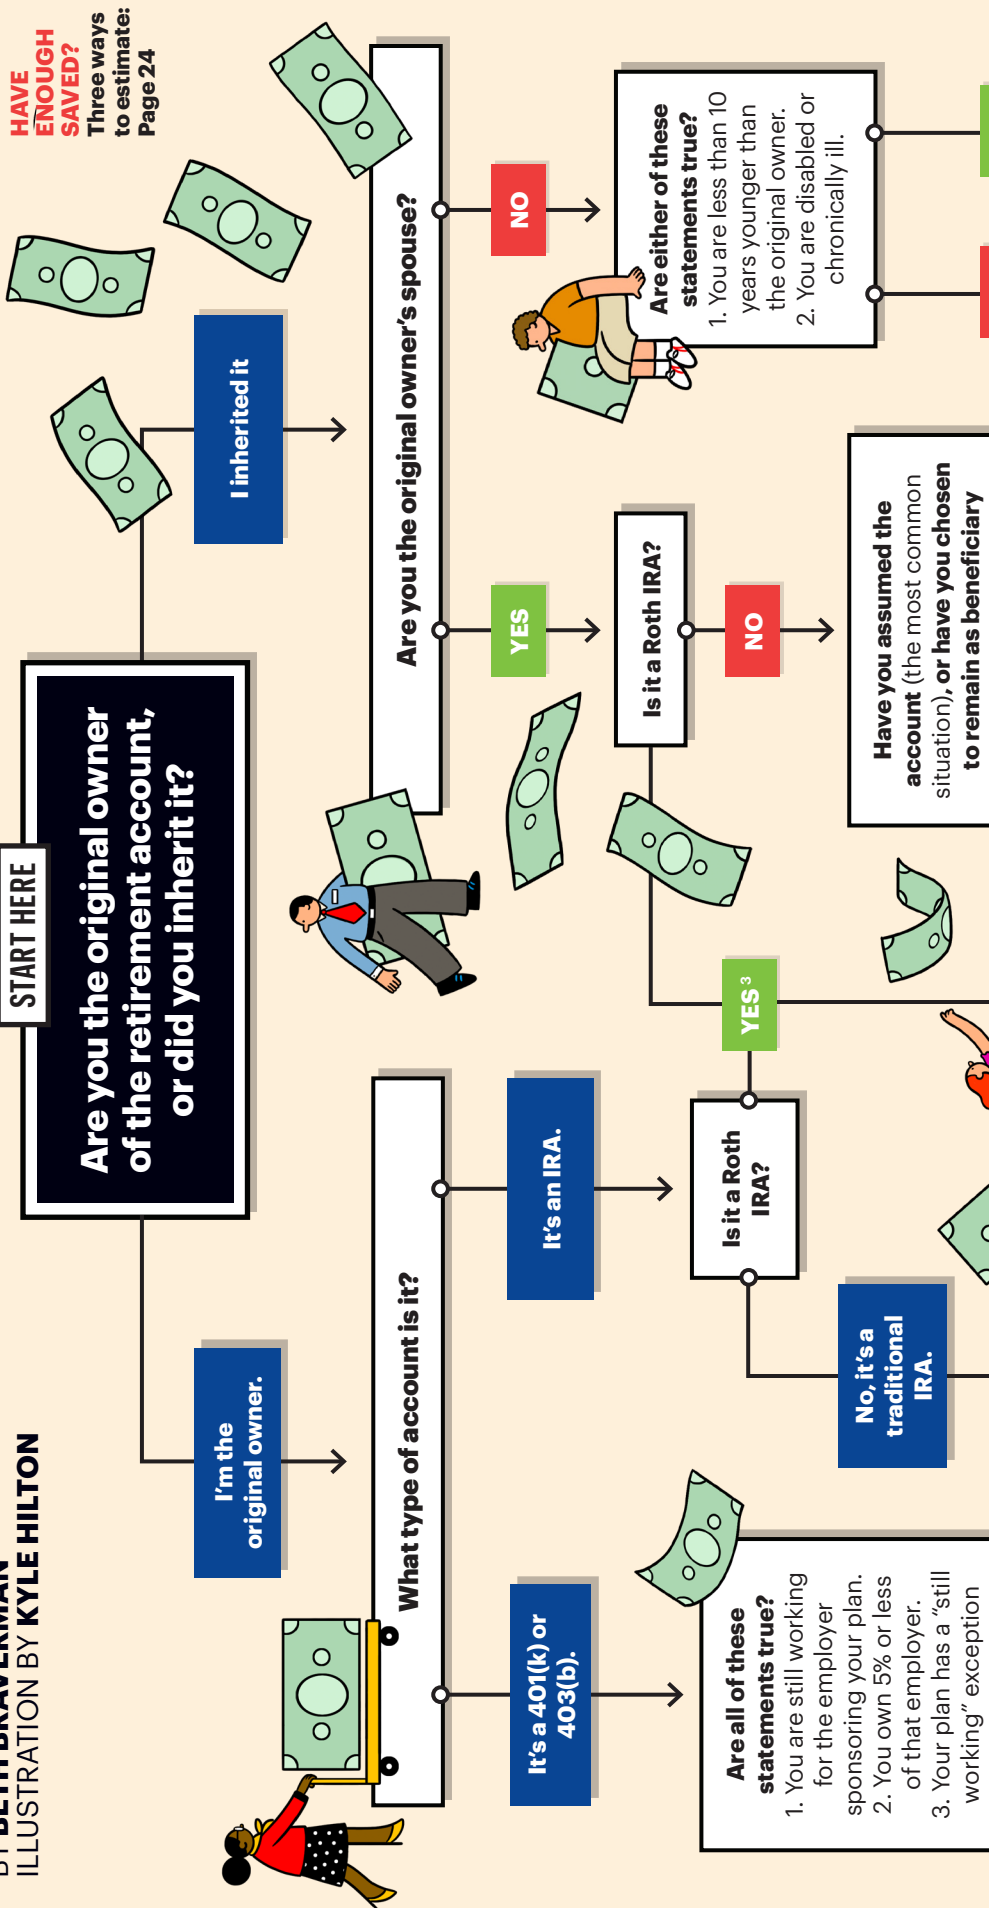 BY BETH BRAVERMAN
ILLUSTRATION BY KYLE HILTON
HAVE
ENOUGH
SAVED?
Three ways
to estimate:
Page 24
START HERE
Are you the original owner
of the retirement account,
or did you inherit it?
I'm the
original owner.
I inherited it
What type of account is it?
Are you the original owner's spouse?
It's a 401(k) or
403(b).
It's an IRA.
YES
NO
Are all of these
statements true?
1. You are still working
for the employer
sponsoring your plan.
2. You own 5% or less
of that employer.
3. Your plan has a “still
working” exception
Is it a Roth
IRA?
No, it's a
traditional
IRA.
YES 3
Is it a Roth IRA?
NO
Have you assumed the
account (the most common
situation), or have you chosen
to remain as beneficiary
Are either of these
statements true?
1. You are less than 10
years younger than
the original owner.
2. You are disabled or
chronically ill.